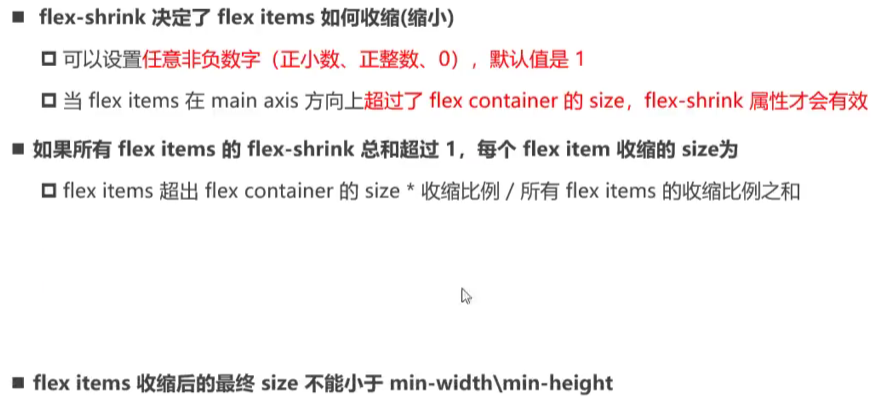 ■ flex-shrink 决定了 flex items 如何收缩(缩小)
可以设置任意非负数字（正小数、正整数、0），默认值是 1
当 flex items 在 main axis 方向上超过了 flex container 的 size，flex-shrink 属性才会有效
■ 如果所有 flex items 的 flex-shrink 总和超过 1，每个 flex item 收缩的 size为
flex items 超出 flex container 的 size * 收缩比例 / 所有 flex items 的收缩比例之和
■ flex items 收缩后的最终 size 不能小于 min-width\min-height